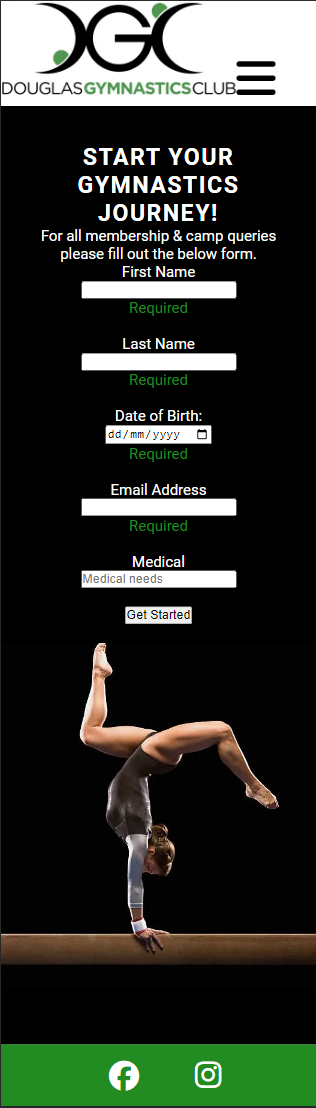 DGC
DOUGLASGYMNASTICSCLUB
START YOUR
GYMNASTICS
JOURNEY!
For all membership & camp queries
please fill out the below form.
First Name
Required
Last Name
Required
Date of Birth:
dd/mm/yyyy
Required
Email Address
Required
Medical
Medical needs
Get Started